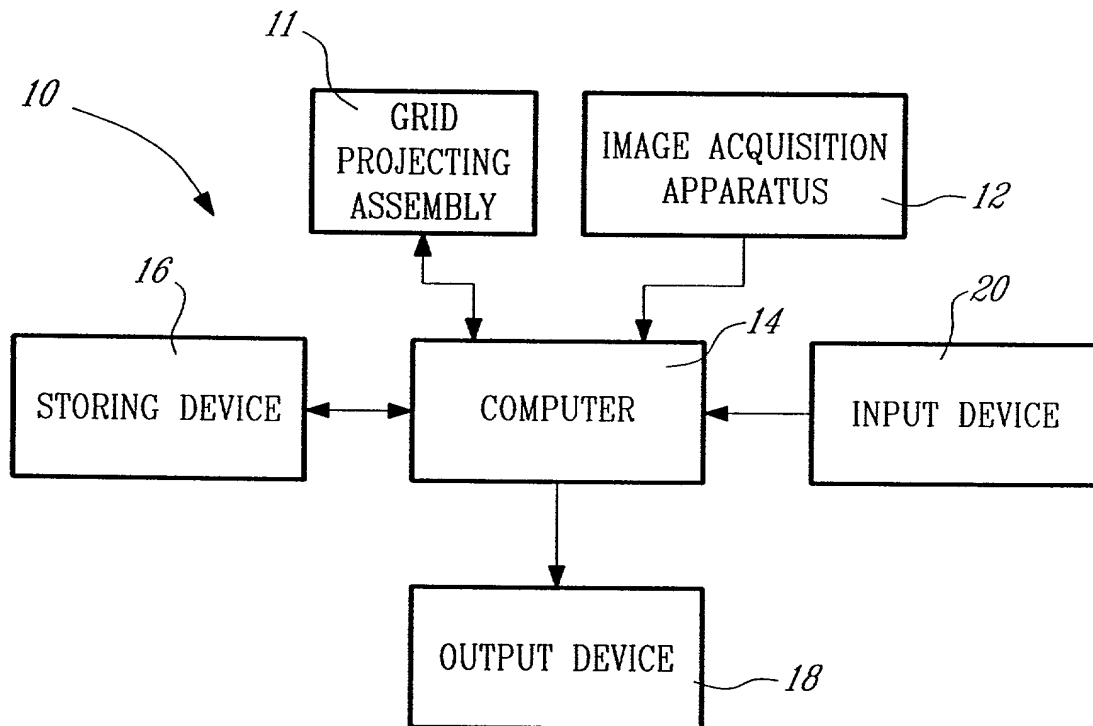 11
10
GRID
PROJECTING
ASSEMBLY
IMAGE ACQUISITION
APPARATUS
12
16
14
20
STORING DEVICE
COMPUTER
INPUT DEVICE
OUTPUT DEVICE
18